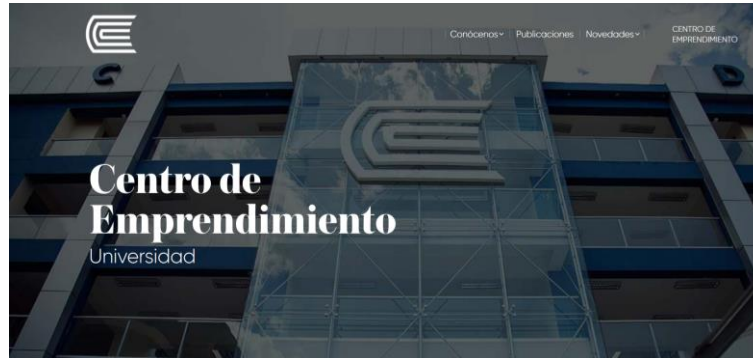 Conócenos Publicaciones Novedades
CENTRO DE
EMPRENDIMIENTO
C D
Centro de
Emprendimiento
Universidad